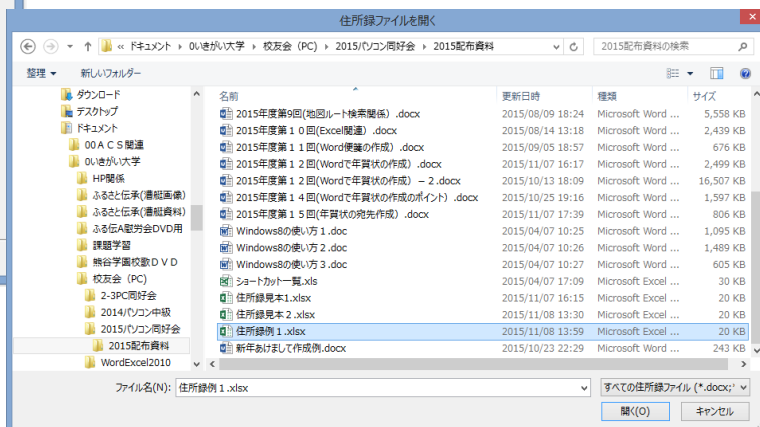 住所録ファイルを開く
« ドキュメント ▸ 0いきがい大学 ▸ 校友会（PC） ▸ 2015パソコン同好会 ▸ 2015配布資料
2015配布資料の検索
整理 ▼ 新しいフォルダー
ダウンロード
デスクトップ
ドキュメント
00ＡＣＳ関連
0いきがい大学
HP関係
ふるさと伝承(漕艇画像)
ふるさと伝承(漕艇資料)
ふる伝A慰労会DVD用
課題学習
熊谷学園校歌ＤＶＤ
校友会（PC）
2-3PC同好会
2014パソコン中級
2015パソコン同好会
2015配布資料
WordExcel2010
名前 更新日時 種類 サイズ
2015年度第9回(地図ルート検索関係）.docx 2015/08/09 18:24 Microsoft Word ... 5,558 KB
2015年度第１０回(Excel関連）.docx 2015/08/14 13:18 Microsoft Word ... 2,439 KB
2015年度第１１回(Word便箋の作成）.docx 2015/09/05 18:57 Microsoft Word ... 676 KB
2015年度第１２回(Wordで年賀状の作成）.docx 2015/11/07 16:17 Microsoft Word ... 2,499 KB
2015年度第１２回(Wordで年賀状の作成）－２.docx 2015/10/13 18:09 Microsoft Word ... 16,507 KB
2015年度第１４回(Wordで年賀状の作成のポイント）.docx 2015/10/25 19:16 Microsoft Word ... 1,597 KB
2015年度第１５回(年賀状の宛先作成）.docx 2015/11/07 17:39 Microsoft Word ... 806 KB
Windows8の使い方１.doc 2015/04/07 10:25 Microsoft Word ... 1,095 KB
Windows8の使い方２.doc 2015/04/07 10:26 Microsoft Word ... 1,489 KB
Windows8の使い方３.doc 2015/04/07 10:27 Microsoft Word ... 605 KB
ショートカット一覧.xls 2015/04/07 17:09 Microsoft Excel ... 30 KB
住所録見本1.xlsx 2015/11/07 16:15 Microsoft Excel ... 20 KB
住所録見本２.xlsx 2015/11/08 13:30 Microsoft Excel ... 20 KB
住所録例１.xlsx 2015/11/08 13:59 Microsoft Excel ... 20 KB
新年あけまして作成例.docx 2015/10/23 22:29 Microsoft Word ... 243 KB
ファイル名(N): 住所録例１.xlsx すべての住所録ファイル (*.docx;
開く(O) キャンセル